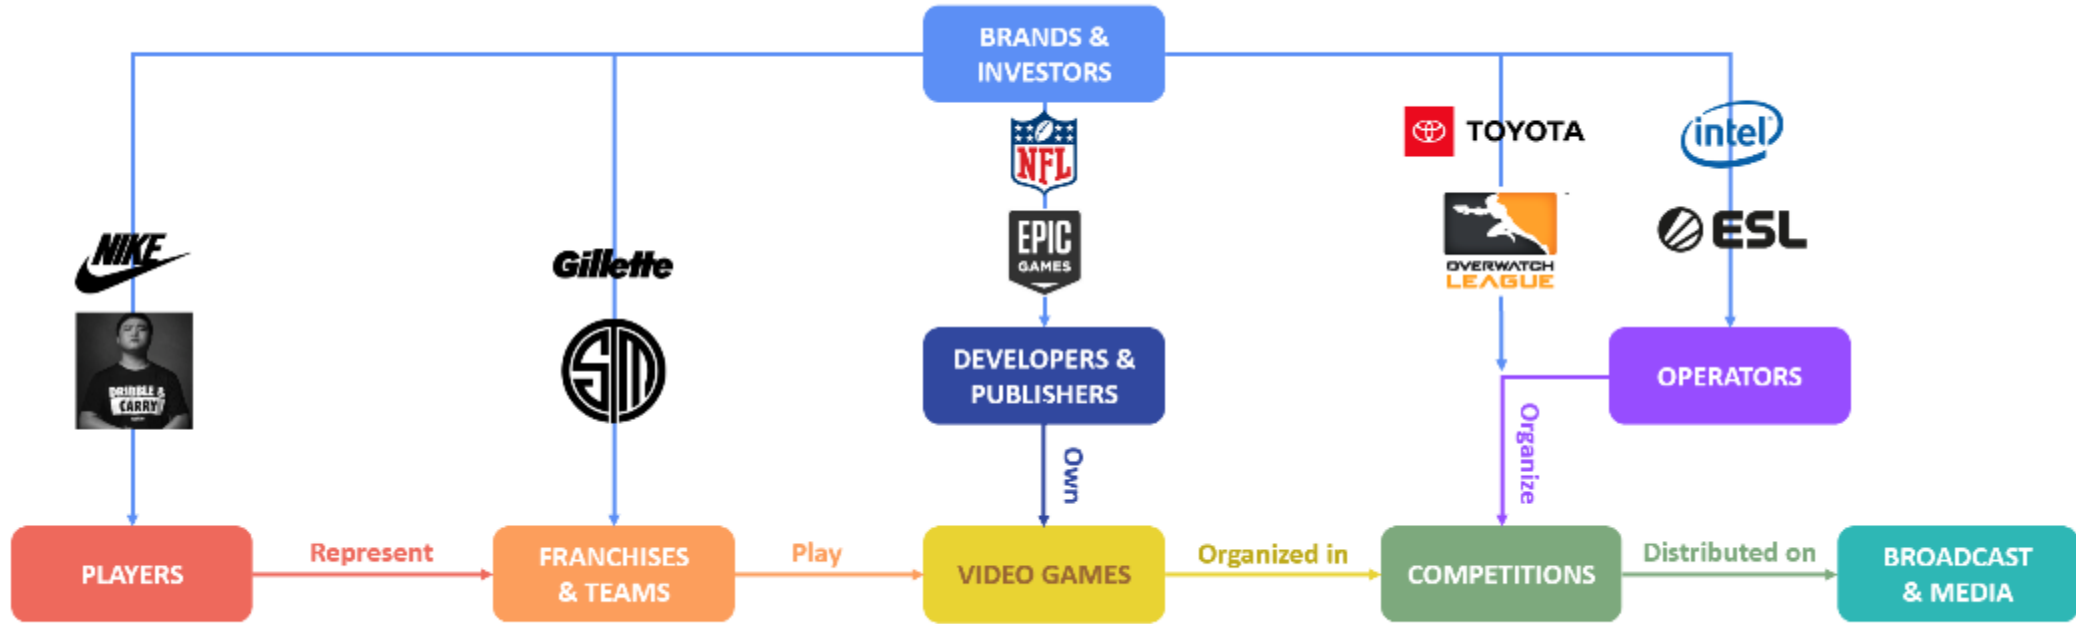 BRANDS &
INVESTORS
NFL
EPIC
GAMES
TOYOTA
intel
OVERWATCH
LEAGUE
ESL
NIKE
DRIBBLE &
CARRY
Gillette
SM
DEVELOPERS &
PUBLISHERS
OPERATORS
Own
Organize
PLAYERS
Represent
FRANCHISES
& TEAMS
Play
VIDEO GAMES
Organized in
COMPETITIONS
Distributed on
BROADCAST
& MEDIA